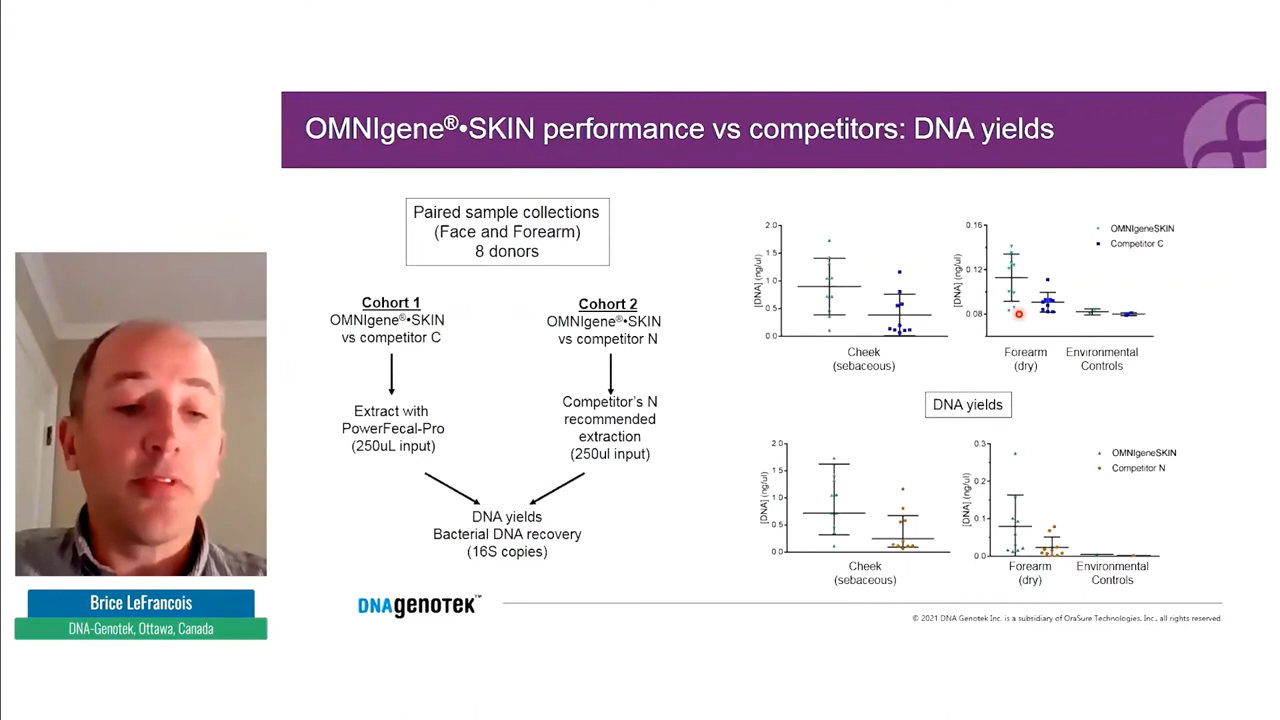 OMNIgene®•SKIN performance vs competitors: DNA yields
Paired sample collections
(Face and Forearm)
8 donors
Cohort 1
OMNIgene®•SKIN
vs competitor C
Cohort 2
OMNIgene®•SKIN
vs competitor N
Extract with
PowerFecal-Pro
(250uL input)
Competitor's N
recommended
extraction
(250ul input)
DNA yields
Bacterial DNA recovery
(16S copies)
2.0
1.5
1.0
0.5
0.0
[DNA] (ng/ul)
Cheek
(sebaceous)
0.16
0.12
0.08
[DNA] (ng/ul)
OMNIgeneSKIN
Competitor C
Forearm
(dry)
Environmental
Controls
DNA yields
2.0
1.5
1.0
0.5
0.0
[DNA] (ng/ul)
Cheek
(sebaceous)
0.3
0.2
0.1
0.0
[DNA] (ng/ul)
OMNIgeneSKIN
Competitor N
Forearm
(dry)
Environmental
Controls
Brice LeFrancois
DNA-Genotek, Ottawa, Canada
DNAgenoTeK™
© 2021 DNA Genotek Inc. is a subsidiary of OraSure Technologies. Inc., all rights reserved.